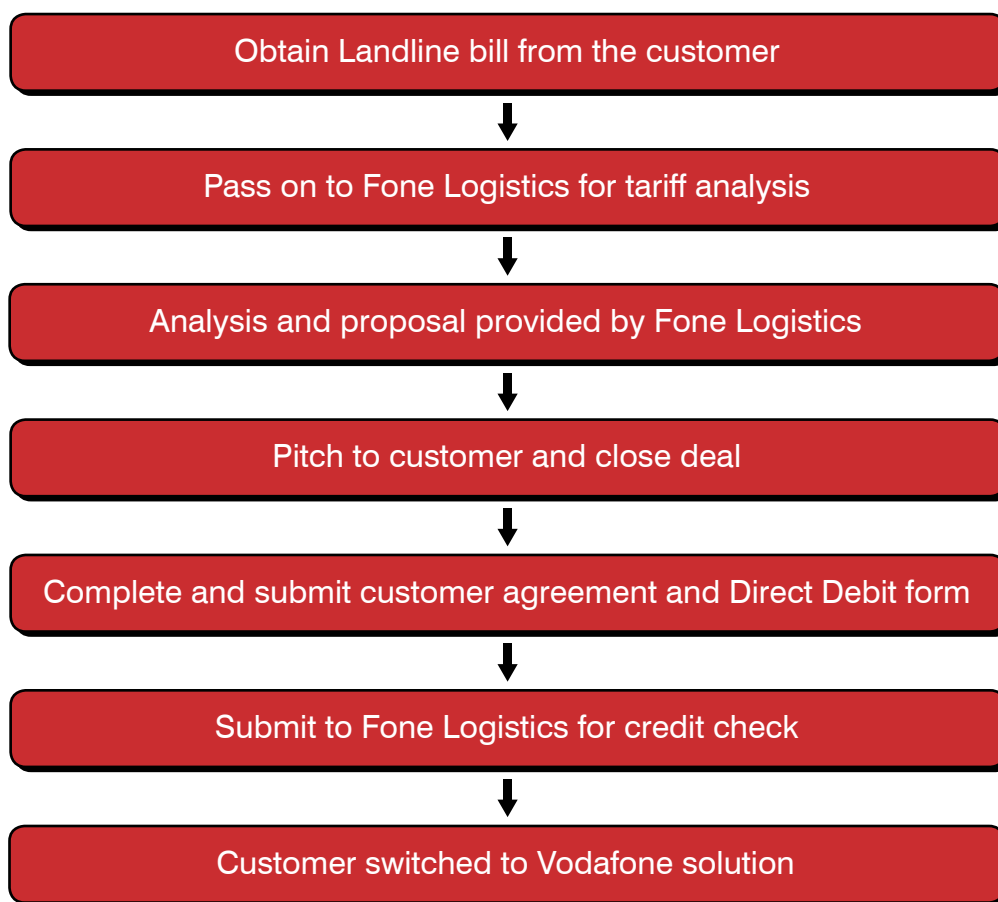 Obtain Landline bill from the customer
Pass on to Fone Logistics for tariff analysis
Analysis and proposal provided by Fone Logistics
Pitch to customer and close deal
Complete and submit customer agreement and Direct Debit form
Submit to Fone Logistics for credit check
Customer switched to Vodafone solution